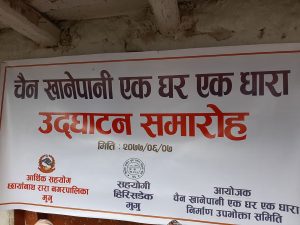 चैन खानेपानी एक घर एक धारा
उद्घाटन समारोह
मिति : २०७७/०६/०७
आर्थिक सहयोग
छायाँनाथ रारा नगरपालिका
मुगु
सहयोगी
हिरिसडेक
मुगु
आयोजक
चैन खानेपानी एक घर एक धारा
निर्माण उपभोक्ता समिति